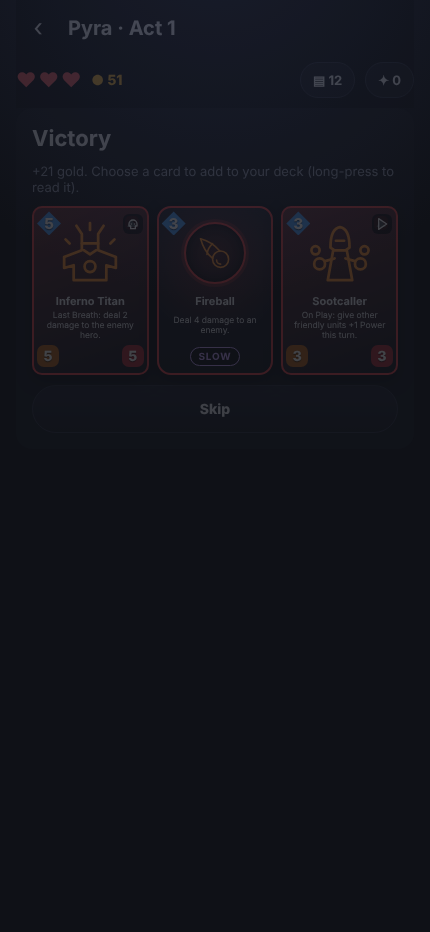 Pyra · Act 1
51
12
0
Victory
+21 gold. Choose a card to add to your deck (long-press to
read it).
5
Inferno Titan
Last Breath: deal 2
damage to the enemy
hero.
5
5
3
Fireball
Deal 4 damage to an
enemy.
SLOW
3
Sootcaller
On Play: give other
friendly units +1 Power
this turn.
3
3
Skip